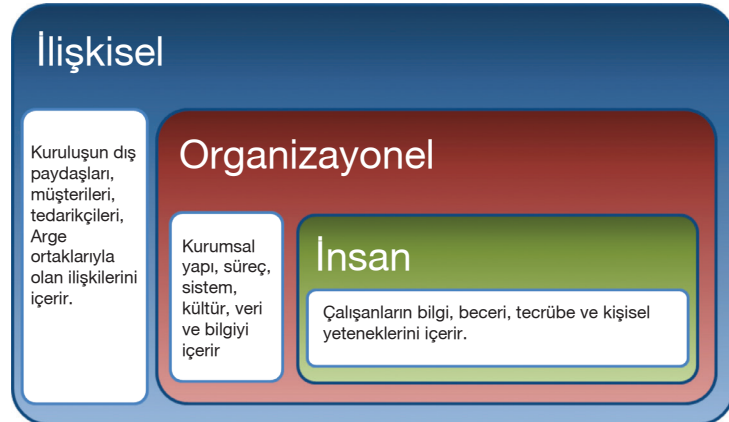 İlişkisel
Kuruluşun dış
paydaşları,
müşterileri,
tedarikçileri,
Arge
ortaklarıyla
olan ilişkilerini
içerir.
Organizayonel
Kurumsal
yapı, süreç,
sistem,
kültür, veri
ve bilgiyi
içerir
İnsan
Çalışanların bilgi, beceri, tecrübe ve kişisel
yeteneklerini içerir.